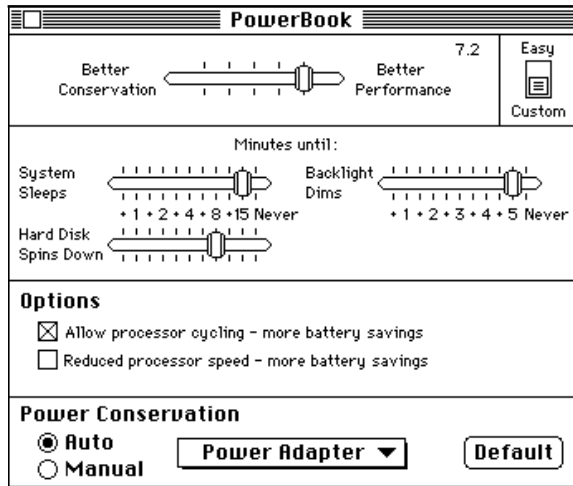 PowerBook
7.2
Easy
Better Conservation
Better Performance
Custom
Minutes until:
System Sleeps
Backlight Dims
• 1 • 2 • 4 • 8 • 15 Never
• 1 • 2 • 3 • 4 • 5 Never
Hard Disk Spins Down
Options
Allow processor cycling – more battery savings
Reduced processor speed – more battery savings
Power Conservation
Auto
Manual
Power Adapter
Default